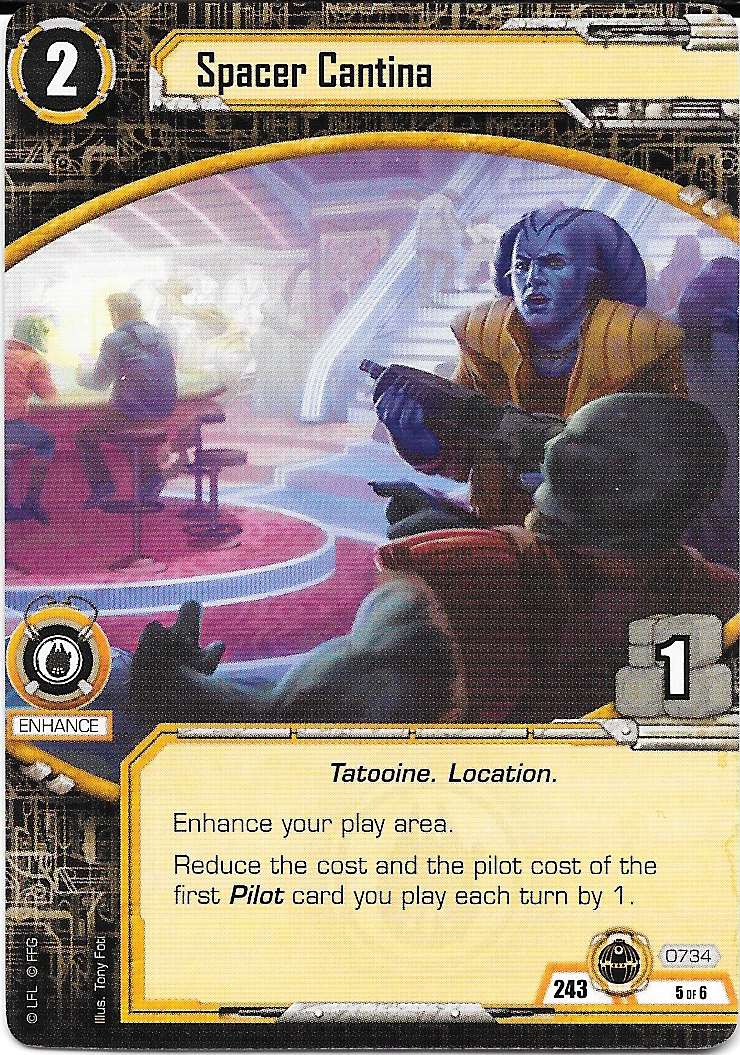 2
Spacer Cantina
ENHANCE
1
Tatooine. Location.
Enhance your play area.
Reduce the cost and the pilot cost of the
first Pilot card you play each turn by 1.
© LFL © FFG
Illus. Tony Foti
0734
243
5 OF 6